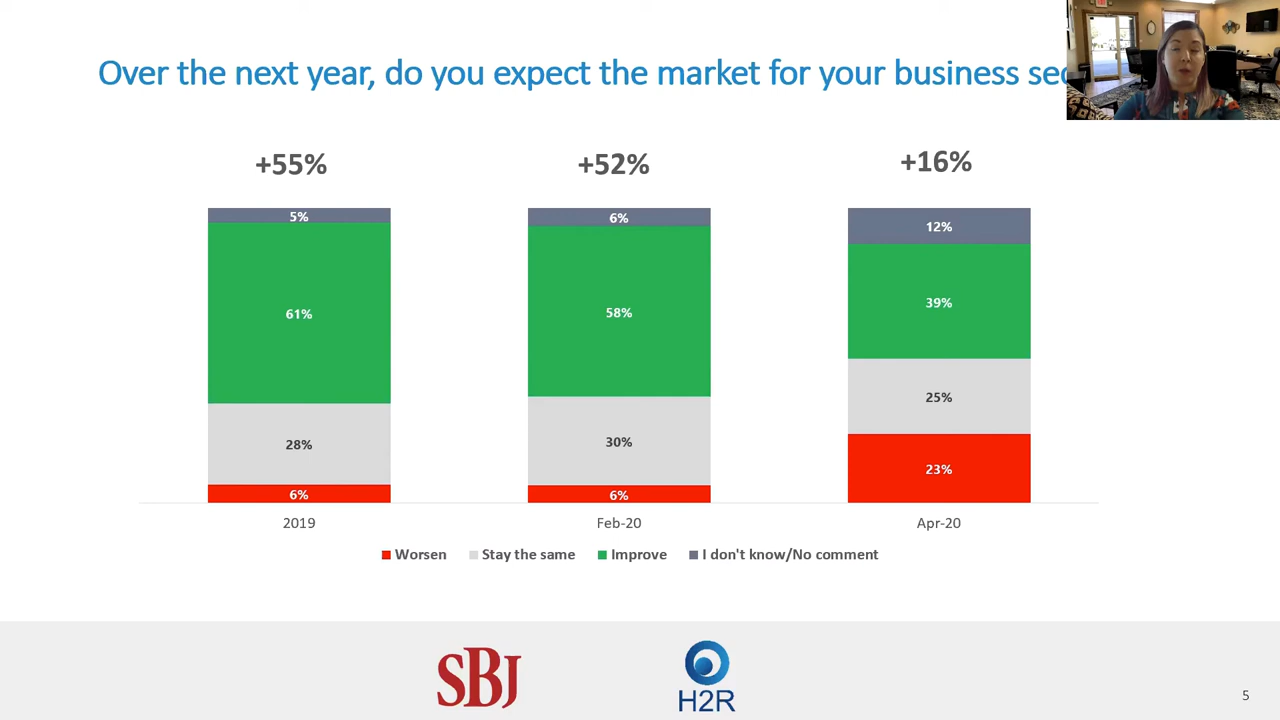 Over the next year, do you expect the market for your business
+55%
+52%
+16%
5%
6%
12%
61%
58%
39%
28%
30%
25%
6%
6%
23%
2019
Feb-20
Apr-20
Worsen
Stay the same
Improve
I don't know/No comment
SBJ
H2R
5